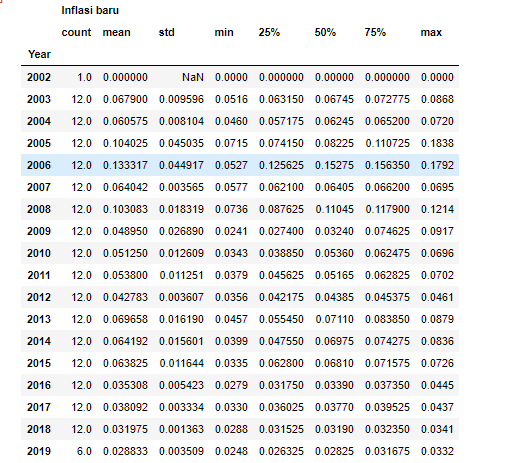 Inflasi baru
count mean std min 25% 50% 75% max
Year
2002 1.0 0.000000 NaN 0.0000 0.000000 0.00000 0.000000 0.0000
2003 12.0 0.067900 0.009596 0.0516 0.063150 0.06745 0.072775 0.0868
2004 12.0 0.060575 0.008104 0.0460 0.057175 0.06245 0.065200 0.0720
2005 12.0 0.104025 0.045035 0.0715 0.074150 0.08225 0.110725 0.1838
2006 12.0 0.133317 0.044917 0.0527 0.125625 0.15275 0.156350 0.1792
2007 12.0 0.064042 0.003565 0.0577 0.062100 0.06405 0.066200 0.0695
2008 12.0 0.103083 0.018319 0.0736 0.087625 0.11045 0.117900 0.1214
2009 12.0 0.048950 0.026890 0.0241 0.027400 0.03240 0.074625 0.0917
2010 12.0 0.051250 0.012609 0.0343 0.038850 0.05360 0.062475 0.0696
2011 12.0 0.053800 0.011251 0.0379 0.045625 0.05165 0.062825 0.0702
2012 12.0 0.042783 0.003607 0.0356 0.042175 0.04385 0.045375 0.0461
2013 12.0 0.069658 0.016190 0.0457 0.055450 0.07110 0.083850 0.0879
2014 12.0 0.064192 0.015601 0.0399 0.047550 0.06975 0.074275 0.0836
2015 12.0 0.063825 0.011644 0.0335 0.062800 0.06810 0.071575 0.0726
2016 12.0 0.035308 0.005423 0.0279 0.031750 0.03390 0.037350 0.0445
2017 12.0 0.038092 0.003334 0.0330 0.036025 0.03770 0.039525 0.0437
2018 12.0 0.031975 0.001363 0.0288 0.031525 0.03190 0.032350 0.0341
2019 6.0 0.028833 0.003509 0.0248 0.026325 0.02825 0.031675 0.0332